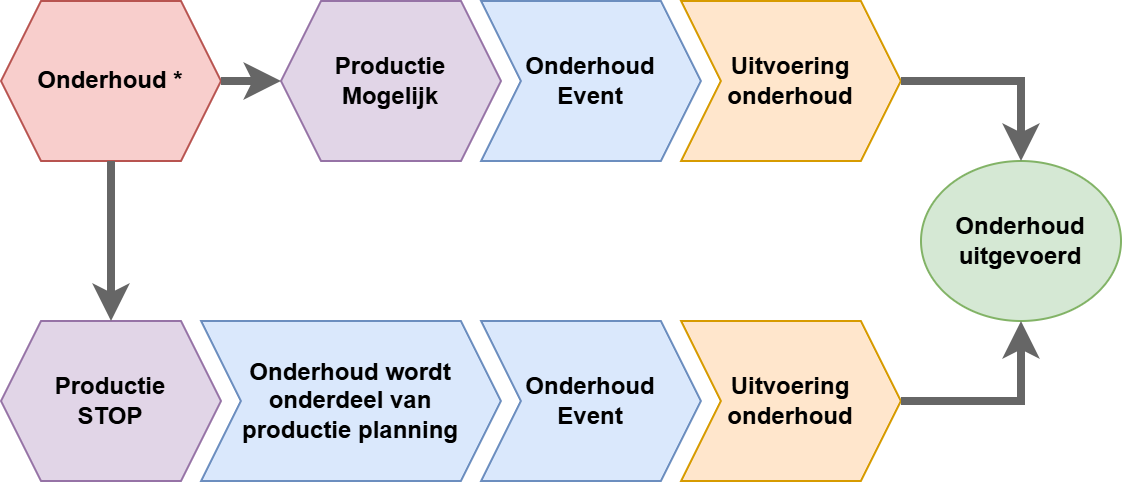 Onderhoud *
Productie
Mogelijk
Onderhoud
Event
Uitvoering
onderhoud
Onderhoud
uitgevoerd
Productie
STOP
Onderhoud wordt
onderdeel van
productie planning
Onderhoud
Event
Uitvoering
onderhoud